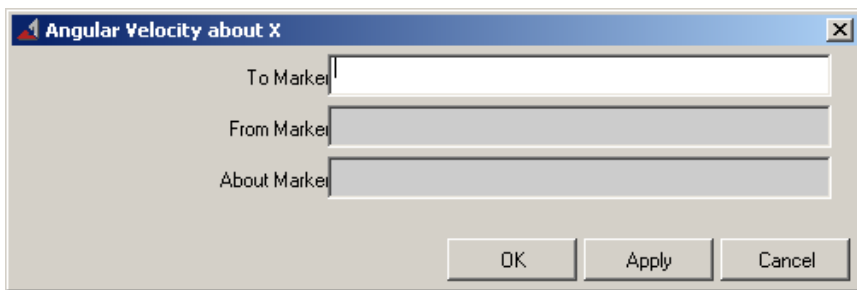 Angular Velocity about X
To Marker
From Marker
About Marker
OK Apply Cancel